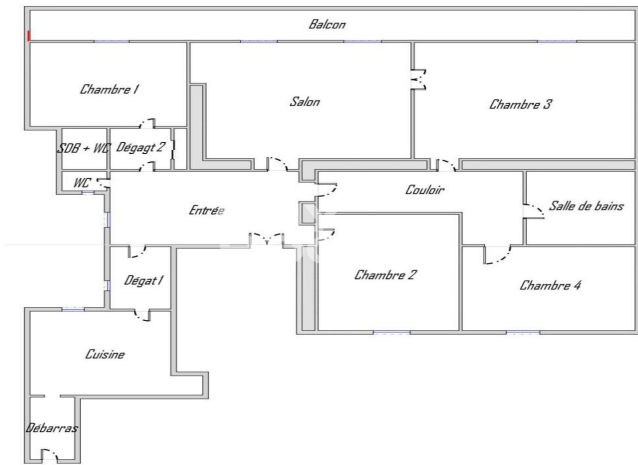 Balcon
Chambre 1
Salon
Chambre 3
SDB + WC
Dégagt 2
WC
Entrée
Couloir
Salle de bains
Dégat 1
Chambre 2
Chambre 4
Cuisine
Débarras